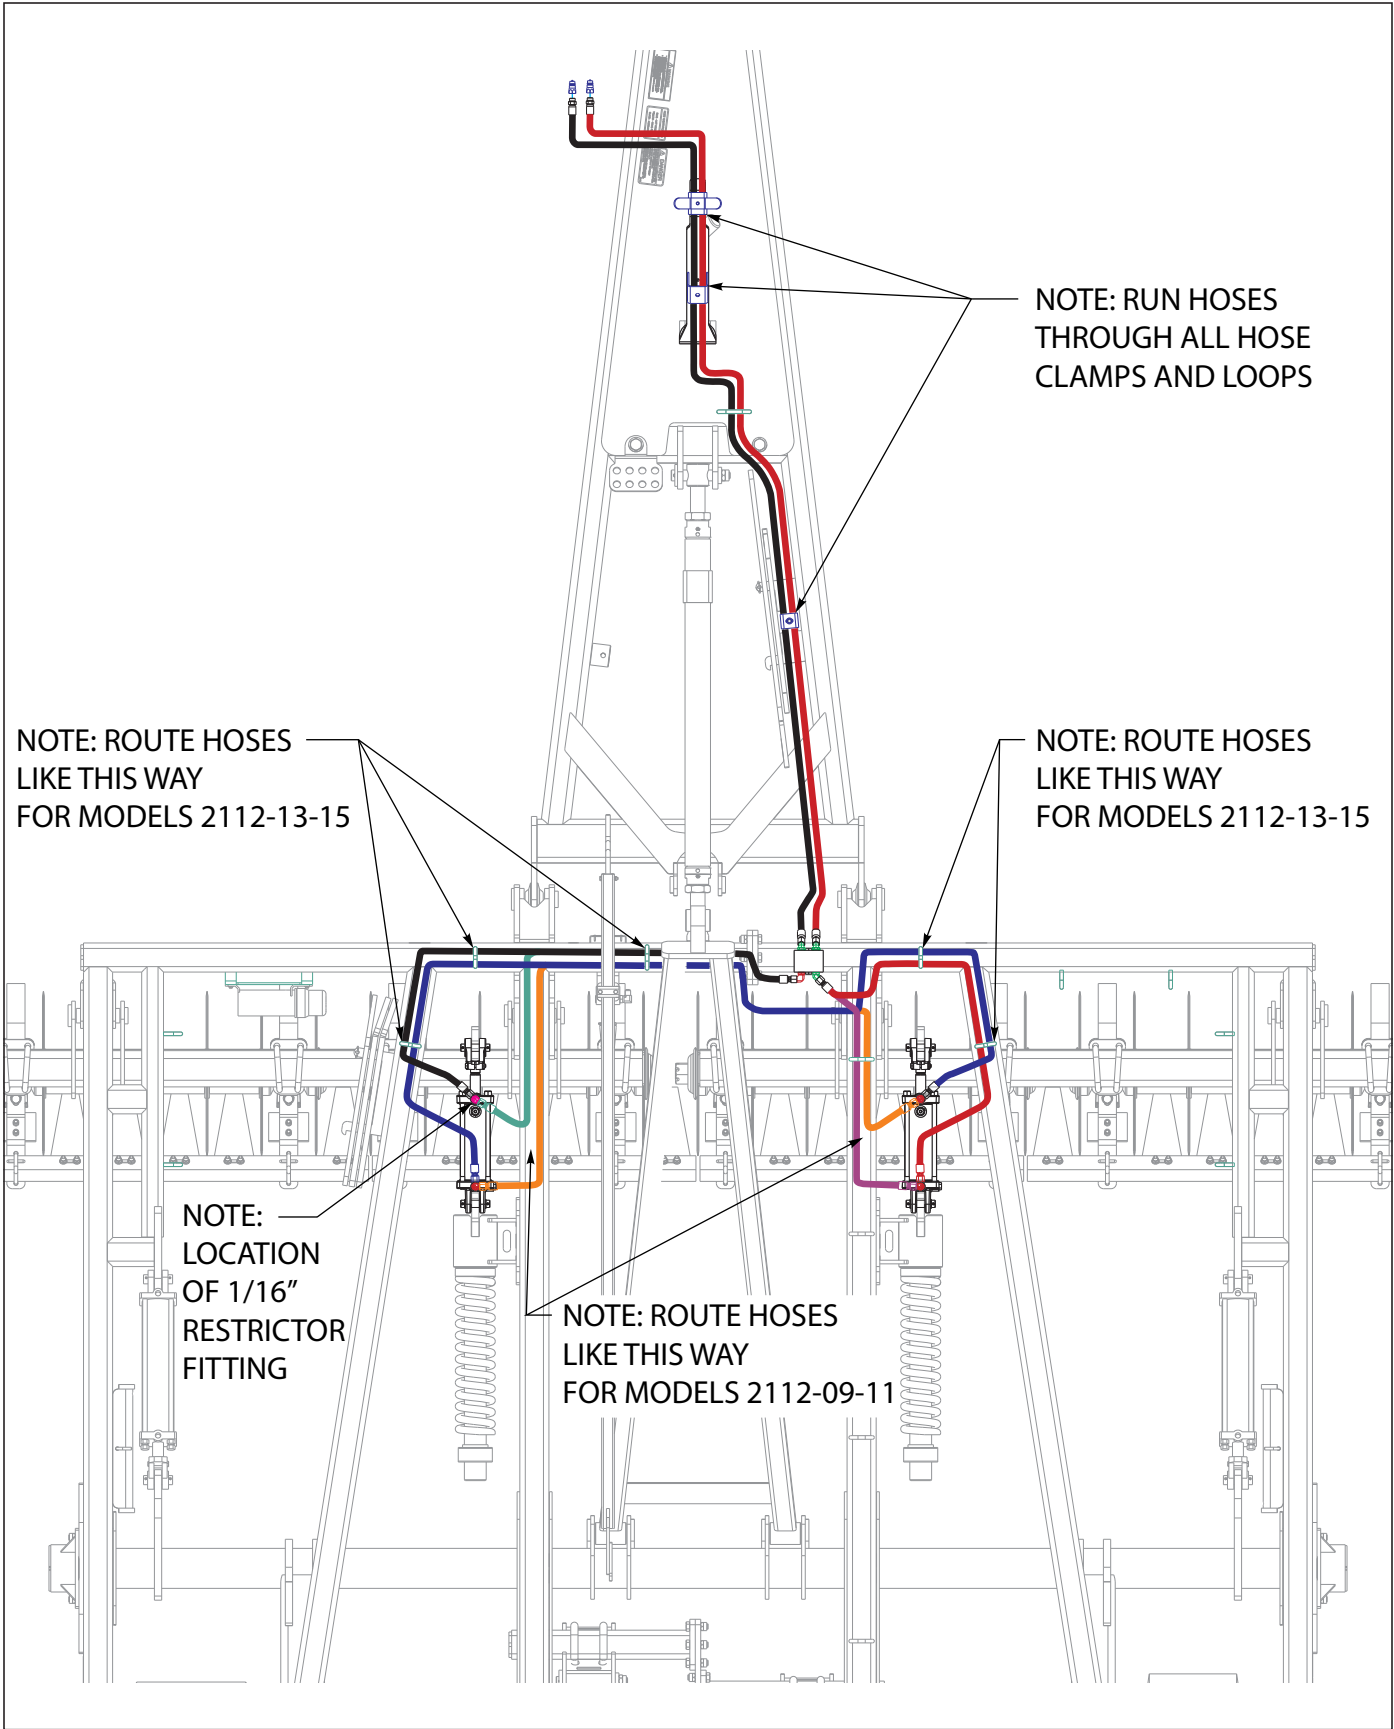 NOTE: RUN HOSES
THROUGH ALL HOSE
CLAMPS AND LOOPS
NOTE: ROUTE HOSES
LIKE THIS WAY
FOR MODELS 2112-13-15
NOTE: ROUTE HOSES
LIKE THIS WAY
FOR MODELS 2112-13-15
NOTE:
LOCATION
OF 1/16”
RESTRICTOR
FITTING
NOTE: ROUTE HOSES
LIKE THIS WAY
FOR MODELS 2112-09-11